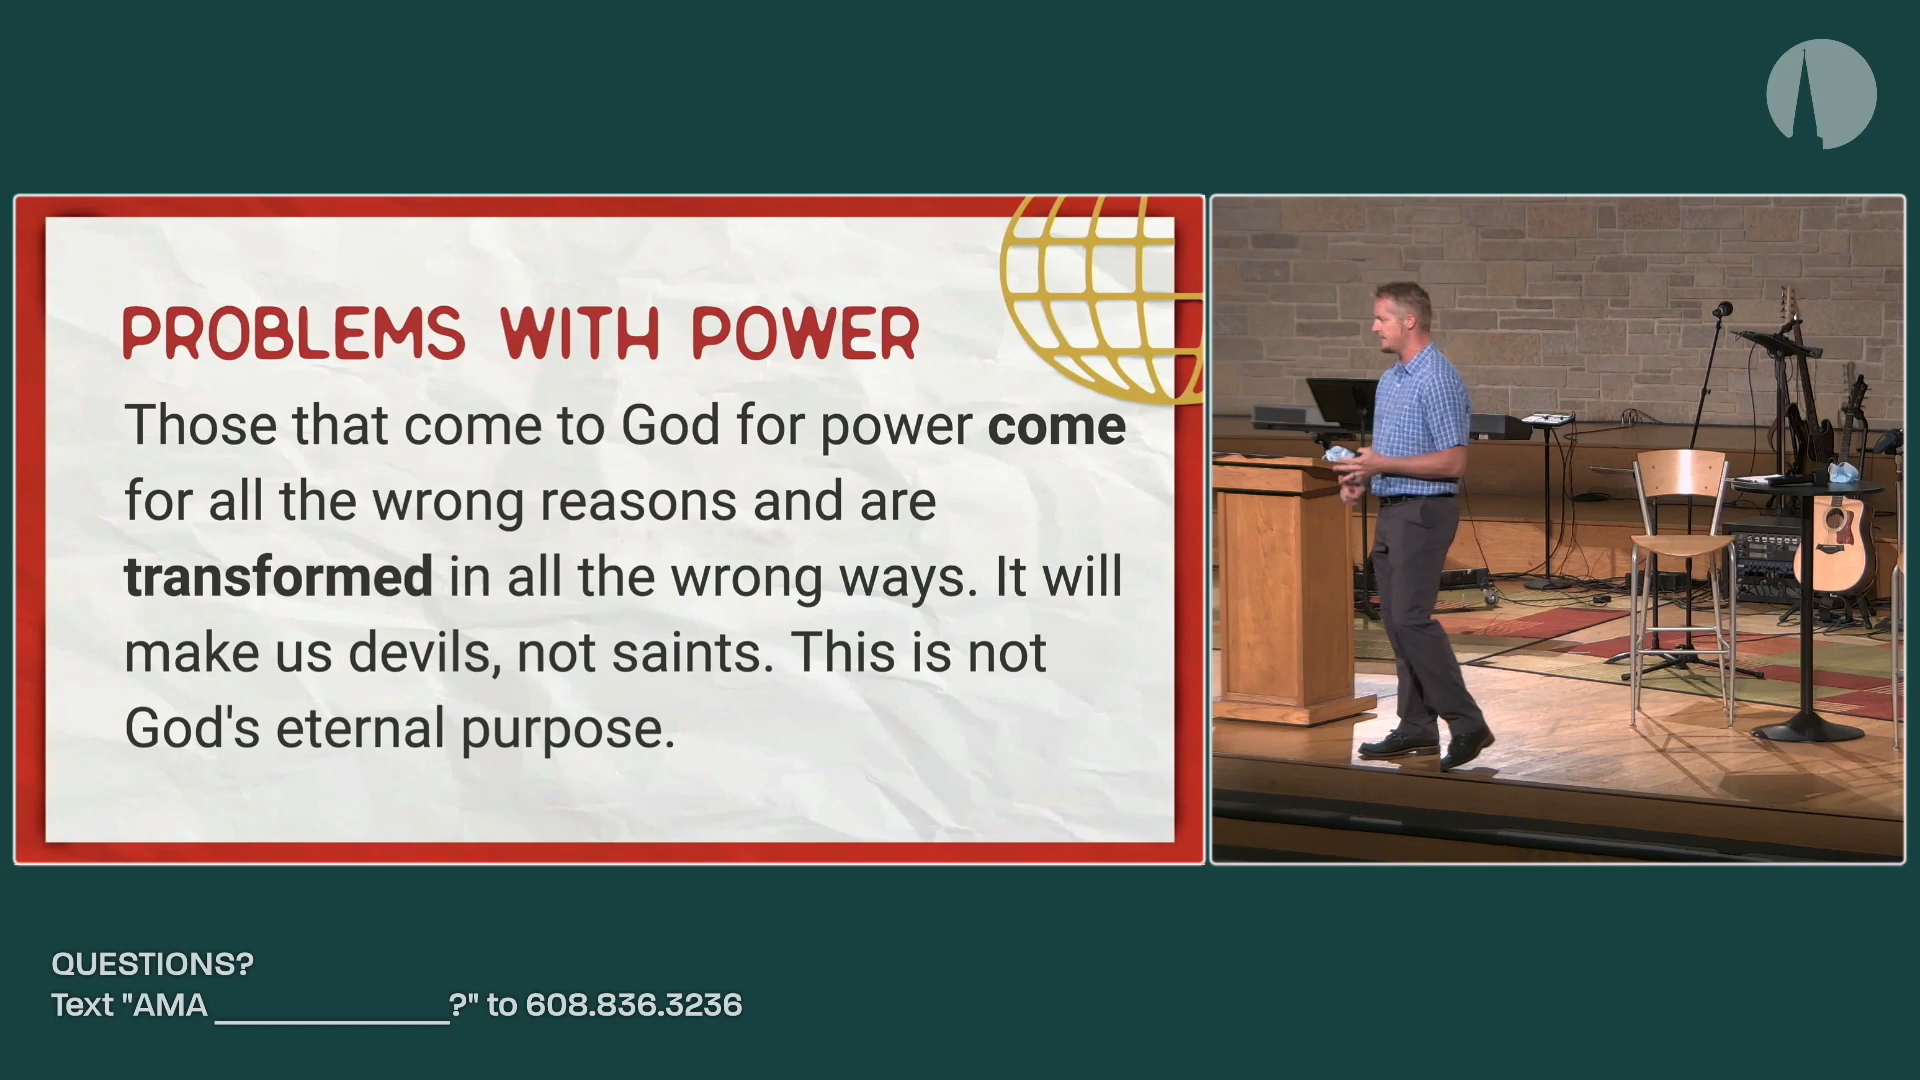 PROBLEMS WITH POWER
Those that come to God for power come
for all the wrong reasons and are
transformed in all the wrong ways. It will
make us devils, not saints. This is not
God's eternal purpose.
QUESTIONS?
Text "AMA ______________?" to 608.836.3236